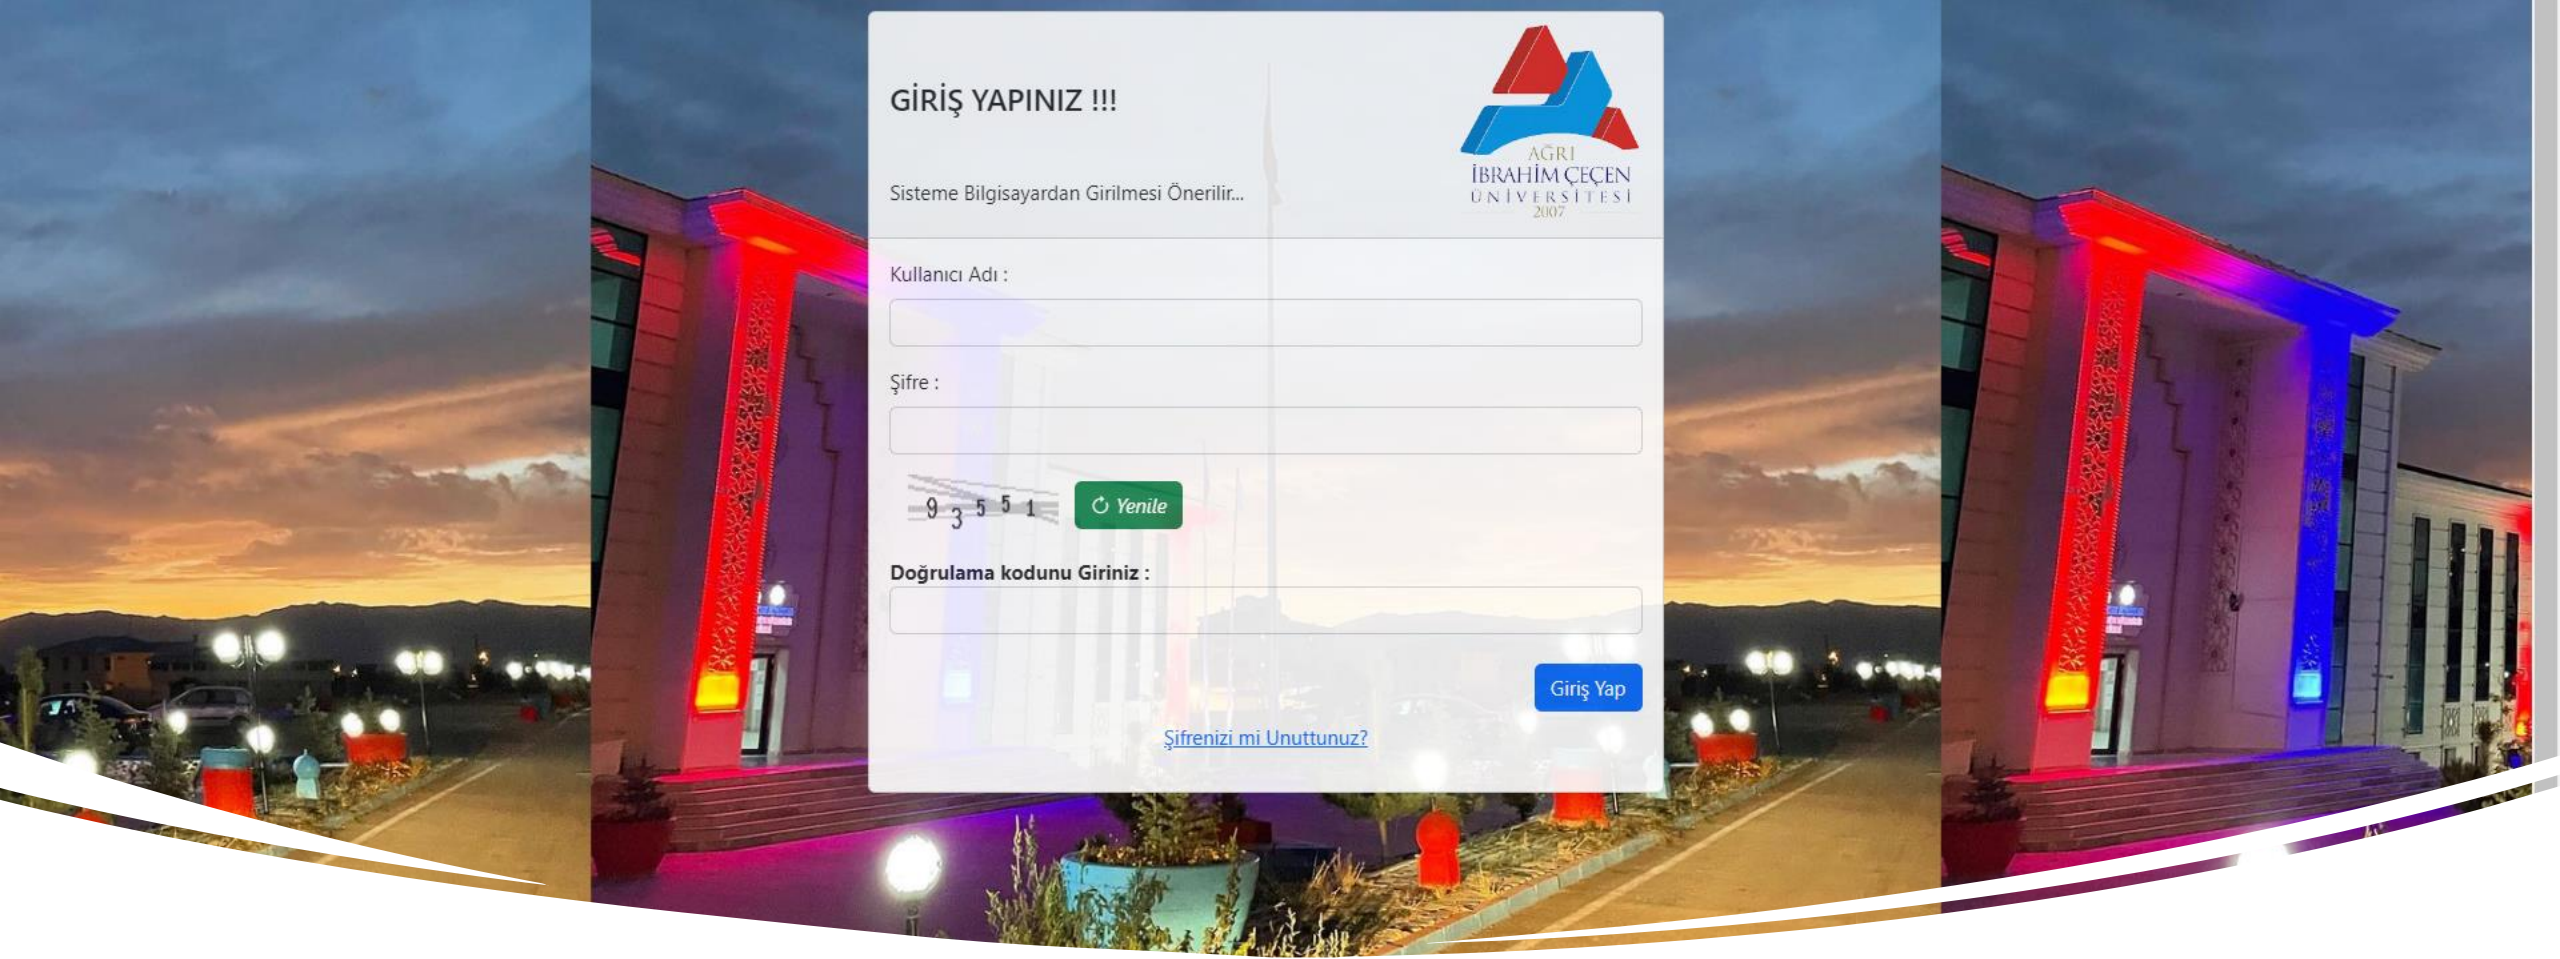 GİRİŞ YAPINIZ !!!
AĞRI
İBRAHİM ÇEÇEN
ÜNİVERSİTESİ
2007
Sisteme Bilgisayardan Girilmesi Önerilir...
Kullanıcı Adı :
Şifre :
9 3 5 5 1
Yenile
Doğrulama kodunu Giriniz :
Giriş Yap
Şifrenizi mi Unuttunuz?